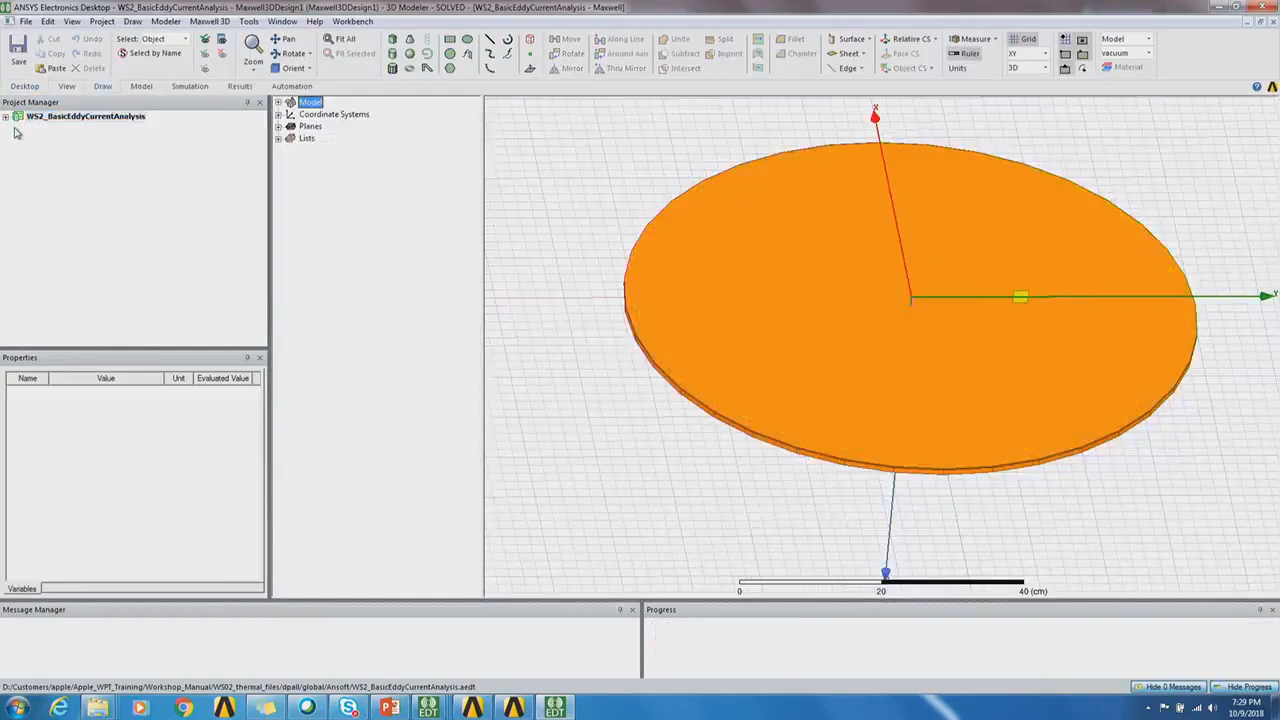 ANSYS Electronics Desktop - WS2_BasicEddyCurrentAnalysis - Maxwell3DDesign1 (Maxwell3DDesign1) - 3D Modeler - SOLVED - [WS2_BasicEddyCurrentAnalysis - Maxwell]
File Edit View Project Draw Modeler Maxwell 3D Tools Window Help Workbench
Save Cut Copy Paste Undo Redo Delete Select: Object Select by Name Zoom Pan Rotate Orient Fit All Fit Selected Move Rotate Mirror Along Line Around Axis Thru Mirror Unite Subtract Intersect Split Imprint Fillet Chamfer Surface Sheet Edge Relative CS Face CS Object CS Measure Ruler Units Grid XY 3D Model vacuum Material
Desktop View Draw Model Simulation Results Automation
Project Manager
WS2_BasicEddyCurrentAnalysis
Model
Coordinate Systems
Planes
Lists
X
Y
0 20 40 (cm)
Properties
Name Value Unit Evaluated Value
Variables
Message Manager
Progress
D:/Customers/apple/Apple_WPT_Training/Workshop_Manual/WS02_thermal_files/dpall/global/Ansoft/WS2_BasicEddyCurrentAnalysis.aedt
Hide 0 Messages Hide Progress
EDT EDT
7:29 PM
10/9/2018